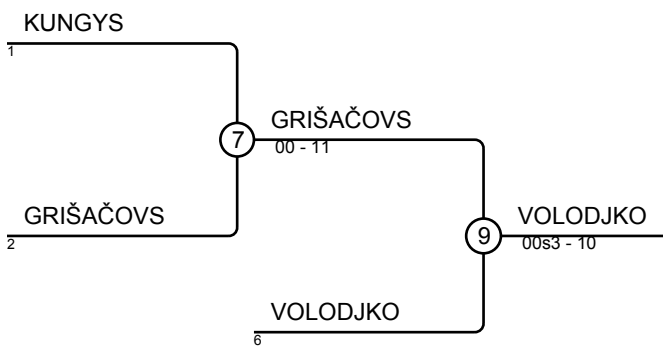 KUNGYS
1
7
GRIŠAČOVS
00 - 11
GRIŠAČOVS
2
9
VOLODJKO
00s3 - 10
VOLODJKO
6